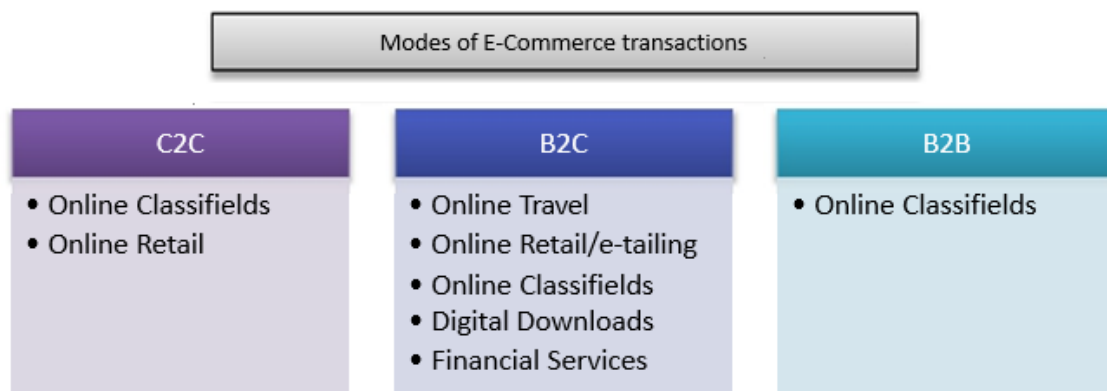 Modes of E-Commerce transactions
C2C
• Online Classifields
• Online Retail
B2C
• Online Travel
• Online Retail/e-tailing
• Online Classifields
• Digital Downloads
• Financial Services
B2B
• Online Classifields